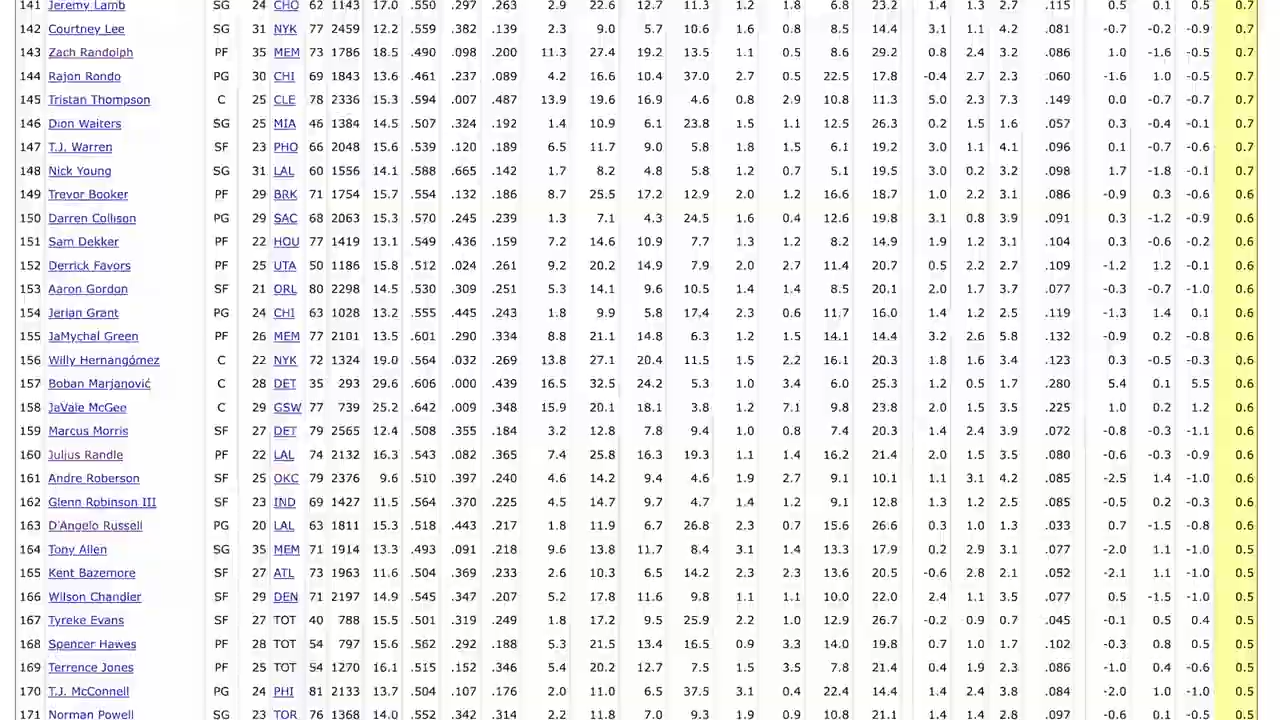 141 Jeremy Lamb SG 24 CHO 62 1143 17.0 .550 .297 .263 2.9 22.6 12.7 11.3 1.2 1.8 6.8 23.2 1.4 1.3 2.7 .115 0.5 0.1 0.5 0.7
142 Courtney Lee SG 31 NYK 77 2459 12.2 .559 .382 .139 2.3 9.0 5.7 10.6 1.6 0.8 8.5 14.4 3.1 1.1 4.2 .081 -0.7 -0.2 -0.9 0.7
143 Zach Randolph PF 35 MEM 73 1786 18.5 .490 .098 .200 11.3 27.4 19.2 13.5 1.1 0.5 8.6 29.2 0.8 2.4 3.2 .086 1.0 -1.6 -0.5 0.7
144 Rajon Rondo PG 30 CHI 69 1843 13.6 .461 .237 .089 4.2 16.6 10.4 37.0 2.7 0.5 22.5 17.8 -0.4 2.7 2.3 .060 -1.6 1.0 -0.5 0.7
145 Tristan Thompson C 25 CLE 78 2336 15.3 .594 .007 .487 13.9 19.6 16.9 4.6 0.8 2.9 10.8 11.3 5.0 2.3 7.3 .149 0.0 -0.7 -0.7 0.7
146 Dion Waiters SG 25 MIA 46 1384 14.5 .507 .324 .192 1.4 10.9 6.1 23.8 1.5 1.1 12.5 26.3 0.2 1.5 1.6 .057 0.3 -0.4 -0.1 0.7
147 T.J. Warren SF 23 PHO 66 2048 15.6 .539 .120 .189 6.5 11.7 9.0 5.8 1.8 1.5 6.1 19.2 3.0 1.1 4.1 .096 0.1 -0.7 -0.6 0.7
148 Nick Young SG 31 LAL 60 1556 14.1 .588 .665 .142 1.7 8.2 4.8 5.8 1.2 0.7 5.1 19.5 3.0 0.2 3.2 .098 1.7 -1.8 -0.1 0.7
149 Trevor Booker PF 29 BRK 71 1754 15.7 .554 .132 .186 8.7 25.5 17.2 12.9 2.0 1.2 16.6 18.7 1.0 2.2 3.1 .086 -0.9 0.3 -0.6 0.6
150 Darren Collison PG 29 SAC 68 2063 15.3 .570 .245 .239 1.3 7.1 4.3 24.5 1.6 0.4 12.6 19.8 3.1 0.8 3.9 .091 0.3 -1.2 -0.9 0.6
151 Sam Dekker PF 22 HOU 77 1419 13.1 .549 .436 .159 7.2 14.6 10.9 7.7 1.3 1.2 8.2 14.9 1.9 1.2 3.1 .104 0.3 -0.6 -0.2 0.6
152 Derrick Favors PF 25 UTA 50 1186 15.8 .512 .024 .261 9.2 20.2 14.9 7.9 2.0 2.7 11.4 20.7 0.5 2.2 2.7 .109 -1.2 1.2 -0.1 0.6
153 Aaron Gordon SF 21 ORL 80 2298 14.5 .530 .309 .251 5.3 14.1 9.6 10.5 1.4 1.4 8.5 20.1 2.0 1.7 3.7 .077 -0.3 -0.7 -1.0 0.6
154 Jerian Grant PG 24 CHI 63 1028 13.2 .555 .445 .243 1.8 9.9 5.8 17.4 2.3 0.6 11.7 16.0 1.4 1.2 2.5 .119 -1.3 1.4 0.1 0.6
155 JaMychal Green PF 26 MEM 77 2101 13.5 .601 .290 .334 8.8 21.1 14.8 6.3 1.2 1.5 14.1 14.4 3.2 2.6 5.8 .132 -0.9 0.2 -0.8 0.6
156 Willy Hernangómez C 22 NYK 72 1324 19.0 .564 .032 .269 13.8 27.1 20.4 11.5 1.5 2.2 16.1 20.3 1.8 1.6 3.4 .123 0.3 -0.5 -0.3 0.6
157 Boban Marjanović C 28 DET 35 293 29.6 .606 .000 .439 16.5 32.5 24.2 5.3 1.0 3.4 6.0 25.3 1.2 0.5 1.7 .280 5.4 0.1 5.5 0.6
158 JaVale McGee C 29 GSW 77 739 25.2 .642 .009 .348 15.9 20.1 18.1 3.8 1.2 7.1 9.8 23.8 2.0 1.5 3.5 .225 1.0 0.2 1.2 0.6
159 Marcus Morris SF 27 DET 79 2565 12.4 .508 .355 .184 3.2 12.8 7.8 9.4 1.0 0.8 7.4 20.3 1.4 2.4 3.9 .072 -0.8 -0.3 -1.1 0.6
160 Julius Randle PF 22 LAL 74 2132 16.3 .543 .082 .365 7.4 25.8 16.3 19.3 1.1 1.4 16.2 21.4 2.0 1.5 3.5 .080 -0.6 -0.3 -0.9 0.6
161 Andre Roberson SF 25 OKC 79 2376 9.6 .510 .397 .240 4.6 14.2 9.4 4.6 1.9 2.7 9.1 10.1 1.1 3.1 4.2 .085 -2.5 1.4 -1.0 0.6
162 Glenn Robinson III SF 23 IND 69 1427 11.5 .564 .370 .225 4.5 14.7 9.7 4.7 1.4 1.2 9.1 12.8 1.3 1.2 2.5 .085 -0.5 0.2 -0.3 0.6
163 D'Angelo Russell PG 20 LAL 63 1811 15.3 .518 .443 .217 1.8 11.9 6.7 26.8 2.3 0.7 15.6 26.6 0.3 1.0 1.3 .033 0.7 -1.5 -0.8 0.6
164 Tony Allen SG 35 MEM 71 1914 13.3 .493 .091 .218 9.6 13.8 11.7 8.4 3.1 1.4 13.3 17.9 0.2 2.9 3.1 .077 -2.0 1.1 -1.0 0.5
165 Kent Bazemore SF 27 ATL 73 1963 11.6 .504 .369 .233 2.6 10.3 6.5 14.2 2.3 2.3 13.6 20.5 -0.6 2.8 2.1 .052 -2.1 1.1 -1.0 0.5
166 Wilson Chandler SF 29 DEN 71 2197 14.9 .545 .347 .207 5.2 17.8 11.6 9.8 1.1 1.1 10.0 22.0 2.4 1.1 3.5 .077 0.5 -1.5 -1.0 0.5
167 Tyreke Evans SF 27 TOT 40 788 15.5 .501 .319 .249 1.8 17.2 9.5 25.9 2.2 1.0 12.9 26.7 -0.2 0.9 0.7 .045 -0.1 0.5 0.4 0.5
168 Spencer Hawes PF 28 TOT 54 797 15.6 .562 .292 .188 5.3 21.5 13.4 16.5 0.9 3.3 14.0 19.8 0.7 1.0 1.7 .102 -0.3 0.8 0.5 0.5
169 Terrence Jones PF 25 TOT 54 1270 16.1 .515 .152 .346 5.4 20.2 12.7 7.5 1.5 3.5 7.8 21.4 0.4 1.9 2.3 .086 -1.0 0.4 -0.6 0.5
170 T.J. McConnell PG 24 PHI 81 2133 13.7 .504 .107 .176 2.0 11.0 6.5 37.5 3.1 0.4 22.4 14.4 1.4 2.4 3.8 .084 -2.0 1.0 -1.0 0.5
171 Norman Powell SG 23 TOR 76 1368 14.0 .552 .342 .314 2.2 11.8 7.0 9.3 1.9 0.9 10.8 21.1 1.4 1.4 2.8 .097 -0.6 0.1 -0.6 0.5